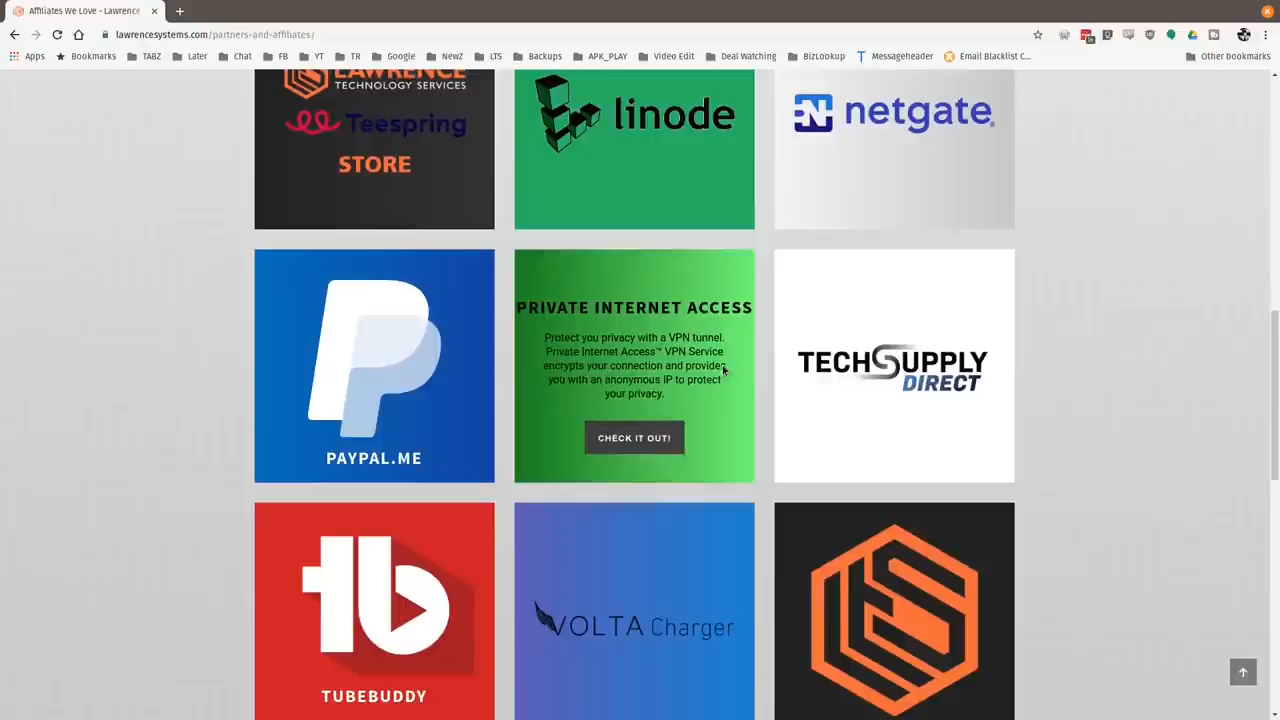 Affiliates We Love - Lawrence
lawrencesystems.com/partners-and-affiliates/
Apps Bookmarks TABZ Later Chat FB YT TR Google NewZ LTS Backups APK_PLAY Video Edit Deal Watching BizLookup Messageheader Email Blacklist C... Other bookmarks
LAWRENCE
TECHNOLOGY SERVICES
Teespring
STORE
linode
netgate
PAYPAL.ME
PRIVATE INTERNET ACCESS
Protect you privacy with a VPN tunnel.
Private Internet Access™ VPN Service
encrypts your connection and provides
you with an anonymous IP to protect
your privacy.
CHECK IT OUT!
TECHSUPPLY
DIRECT
tb
TUBEBUDDY
VOLTA Charger